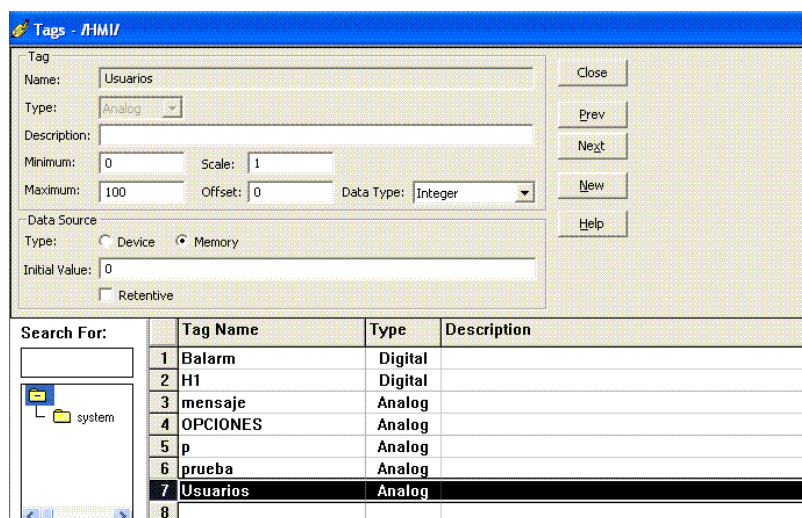 Tags - /HMI/
Tag
Name: Usuarios
Close
Type: Analog
Prev
Description:
Next
Minimum: 0 Scale: 1
Maximum: 100 Offset: 0 Data Type: Integer
New
Data Source
Help
Type: Device Memory
Initial Value: 0
Retentive
Search For:
system
Tag Name Type Description
1 Balarm Digital
2 H1 Digital
3 mensaje Analog
4 OPCIONES Analog
5 p Analog
6 prueba Analog
7 Usuarios Analog
8